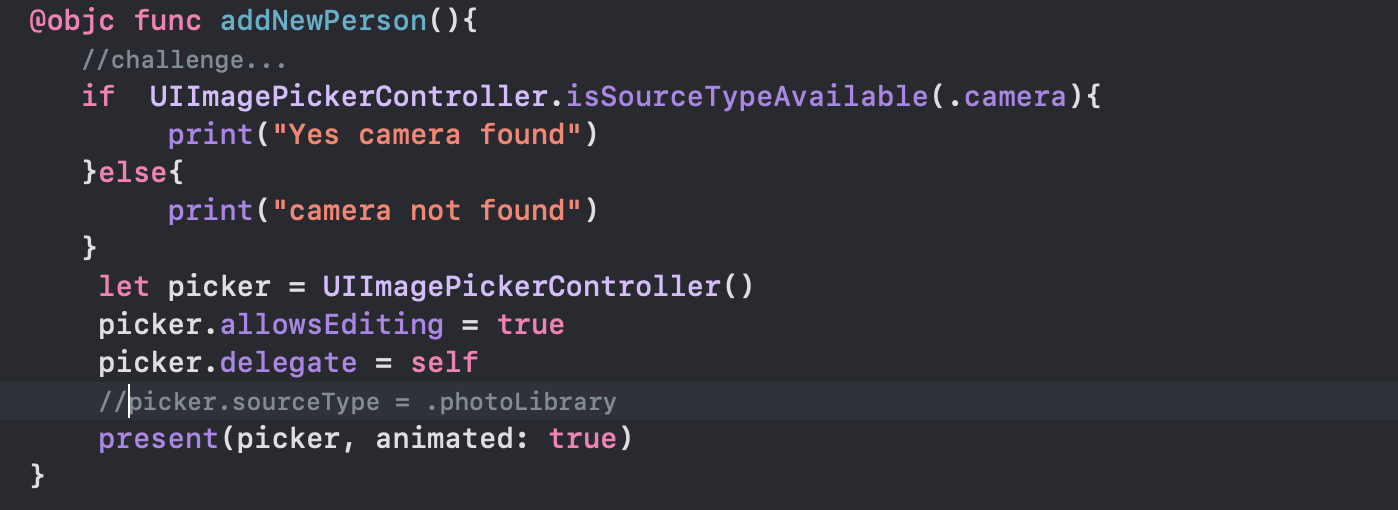 @objc func addNewPerson(){
//challenge...
if  UIImagePickerController.isSourceTypeAvailable(.camera){
print("Yes camera found")
}else{
print("camera not found")
}
let picker = UIImagePickerController()
picker.allowsEditing = true
picker.delegate = self
//picker.sourceType = .photoLibrary
present(picker, animated: true)
}